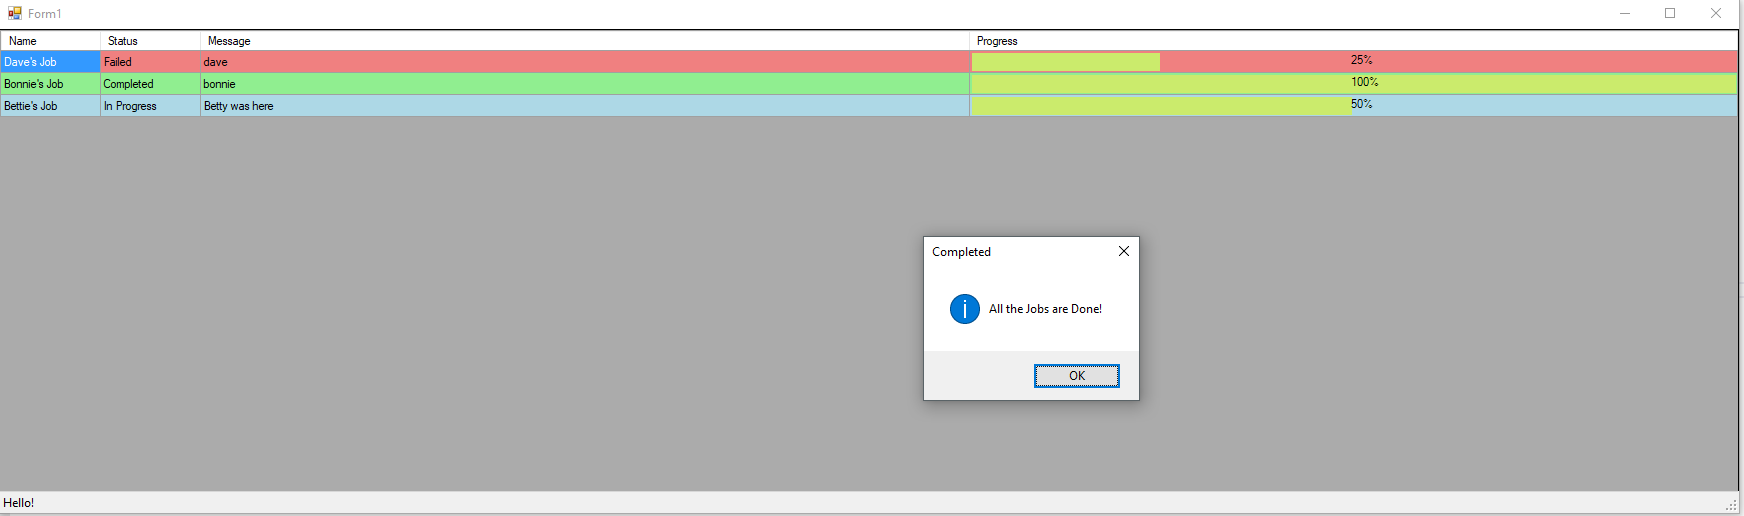 Form1
Name Status Message Progress
Dave's Job Failed dave 25%
Bonnie's Job Completed bonnie 100%
Bettie's Job In Progress Betty was here 50%
Completed
All the Jobs are Done!
OK
Hello!